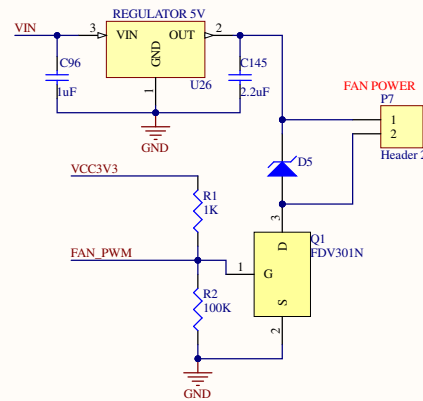 REGULATOR 5V
VIN
3
VIN
OUT
2
GND
C96
1uF
1
U26
C145
2.2uF
GND
FAN POWER
P7
1
2
Header 2
D5
VCC3V3
R1
1K
3
D
Q1
FDV301N
FAN_PWM
1
G
R2
100K
S
2
GND